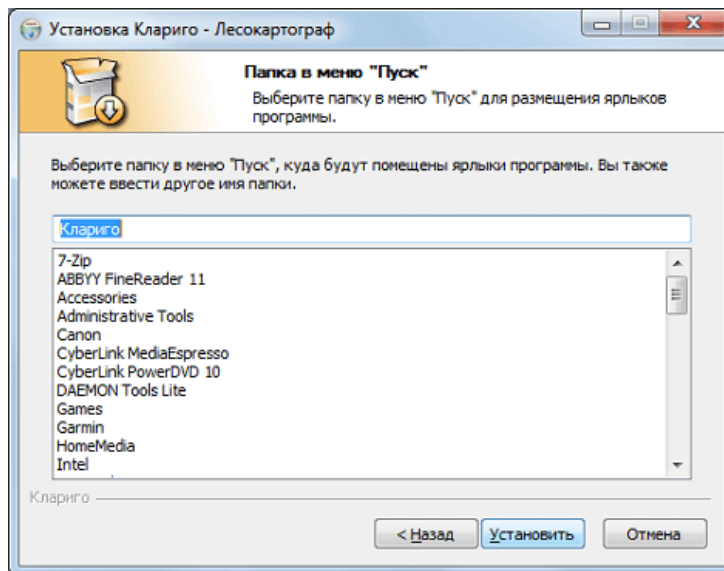 Установка Клариго - Лесокартограф
Папка в меню "Пуск"
Выберите папку в меню "Пуск" для размещения ярлыков
программы.
Выберите папку в меню "Пуск", куда будут помещены ярлыки программы. Вы также
можете ввести другое имя папки.
Клариго
7-Zip
ABBYY FineReader 11
Accessories
Administrative Tools
Canon
CyberLink MediaEspresso
CyberLink PowerDVD 10
DAEMON Tools Lite
Games
Garmin
HomeMedia
Intel
Клариго
< Назад Установить Отмена